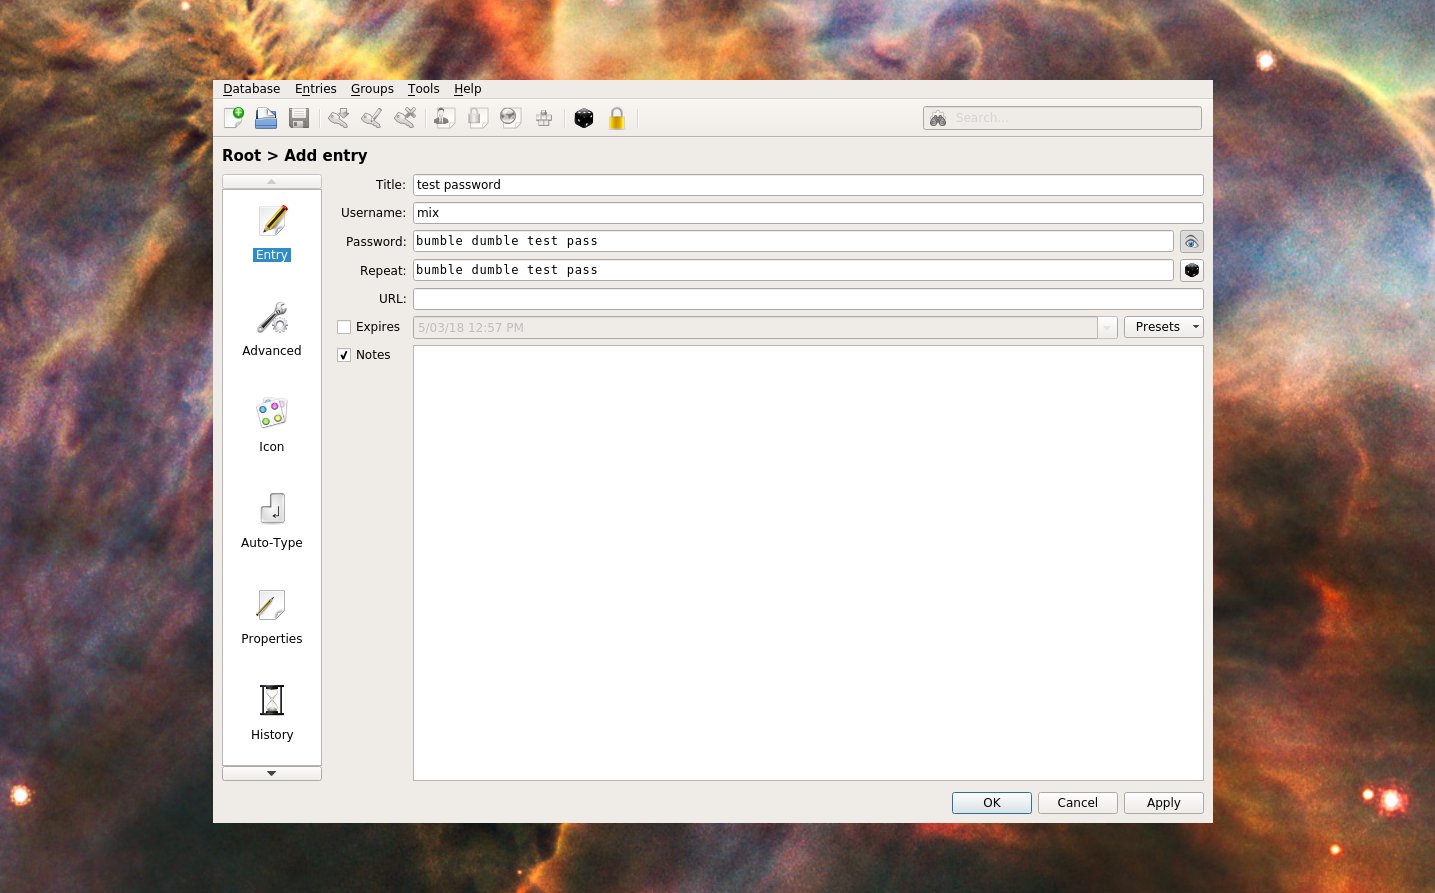 Database Entries Groups Tools Help
Search...
Root > Add entry
Title: test password
Username: mix
Password: bumble dumble test pass
Repeat: bumble dumble test pass
URL:
Expires 5/03/18 12:57 PM Presets
Notes
Entry
Advanced
Icon
Auto-Type
Properties
History
OK Cancel Apply